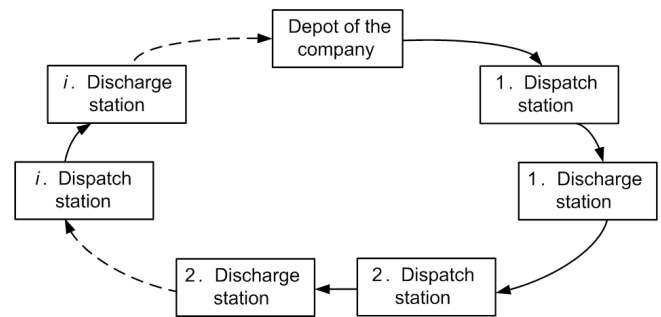 Depot of the
company
1. Dispatch
station
1. Discharge
station
2. Dispatch
station
2. Discharge
station
i. Dispatch
station
i. Discharge
station